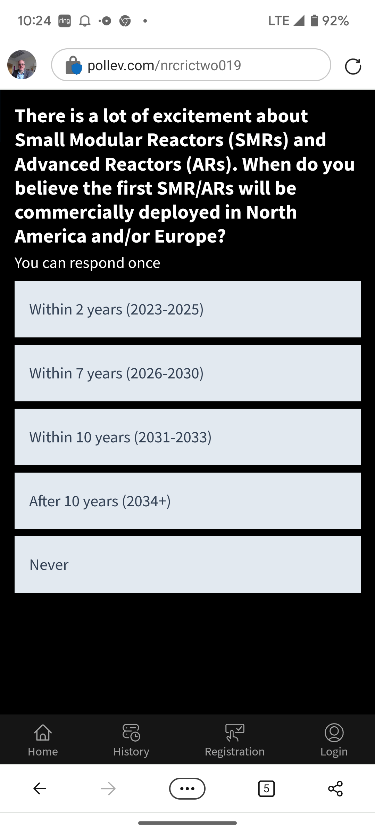 10:24
ring
LTE
92%
pollev.com/nrcrictwo019
There is a lot of excitement about
Small Modular Reactors (SMRs) and
Advanced Reactors (ARs). When do you
believe the first SMR/ARs will be
commercially deployed in North
America and/or Europe?
You can respond once
Within 2 years (2023-2025)
Within 7 years (2026-2030)
Within 10 years (2031-2033)
After 10 years (2034+)
Never
Home History Registration Login
5